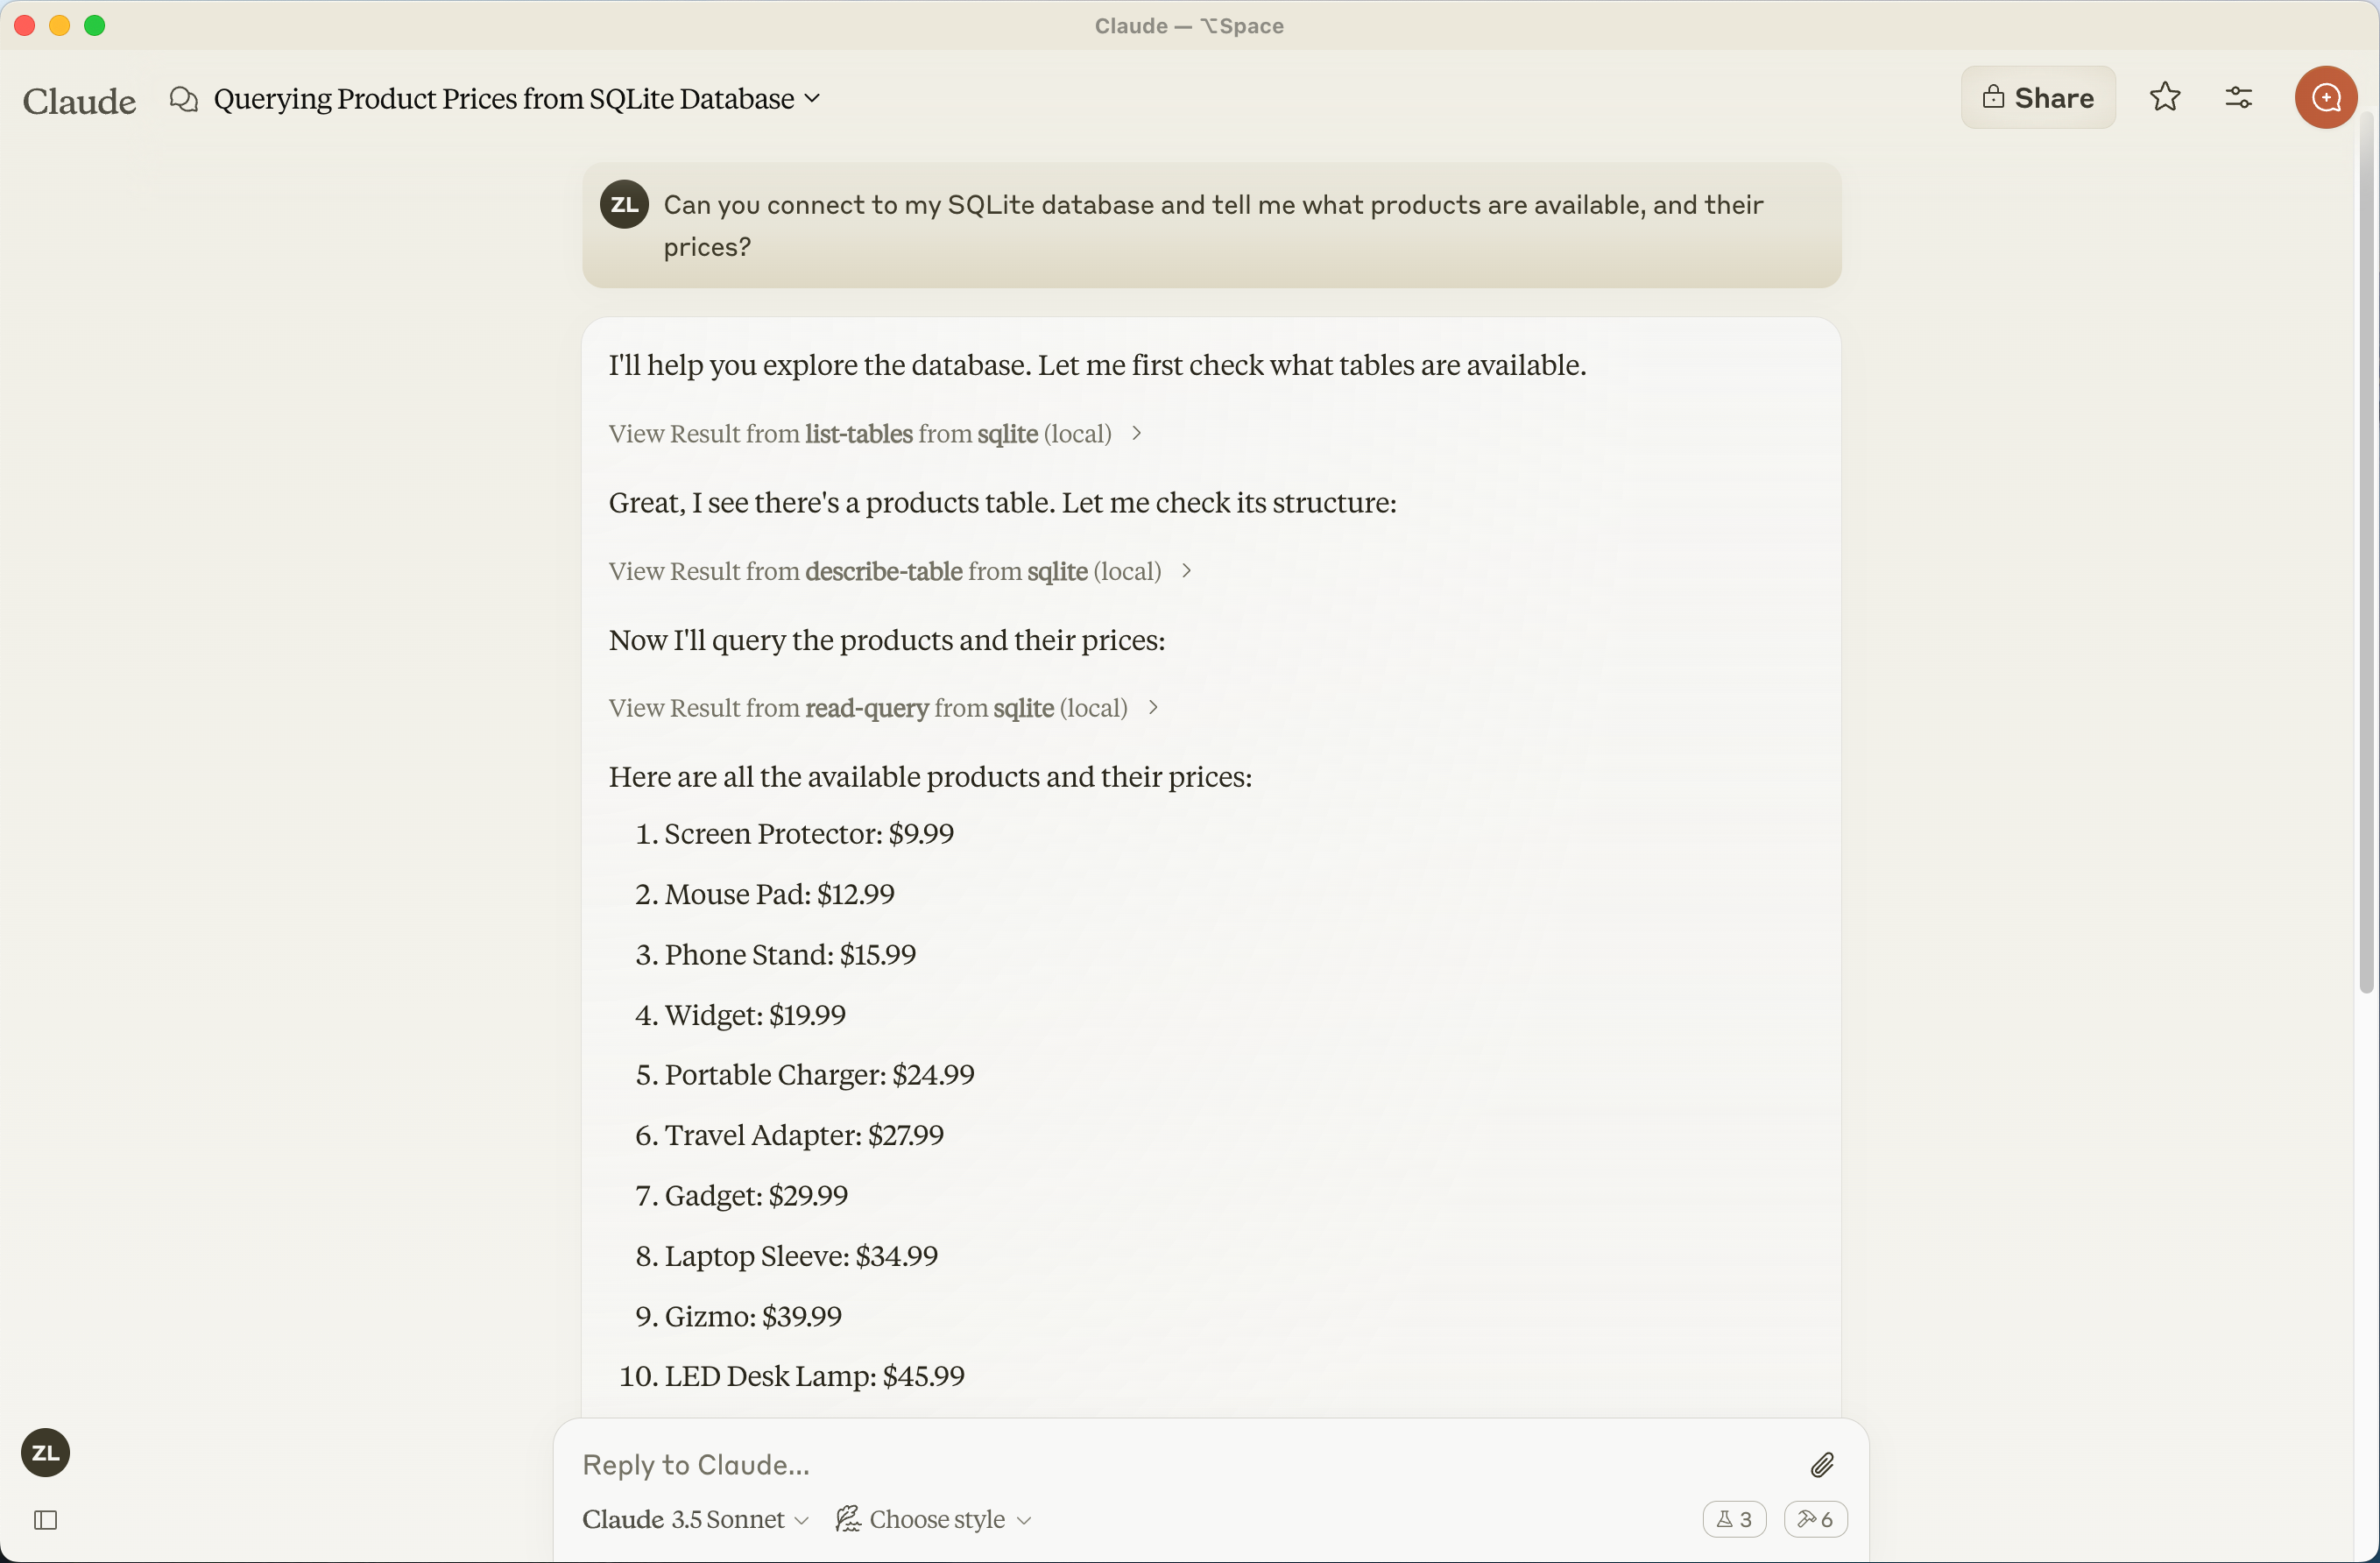 Claude — ⌥Space
Claude
Querying Product Prices from SQLite Database
Share
ZL
Can you connect to my SQLite database and tell me what products are available, and their
prices?
I'll help you explore the database. Let me first check what tables are available.
View Result from list-tables from sqlite (local)
Great, I see there's a products table. Let me check its structure:
View Result from describe-table from sqlite (local)
Now I'll query the products and their prices:
View Result from read-query from sqlite (local)
Here are all the available products and their prices:
1. Screen Protector: $9.99
2. Mouse Pad: $12.99
3. Phone Stand: $15.99
4. Widget: $19.99
5. Portable Charger: $24.99
6. Travel Adapter: $27.99
7. Gadget: $29.99
8. Laptop Sleeve: $34.99
9. Gizmo: $39.99
10. LED Desk Lamp: $45.99
ZL
Reply to Claude...
Claude 3.5 Sonnet
Choose style
3
6